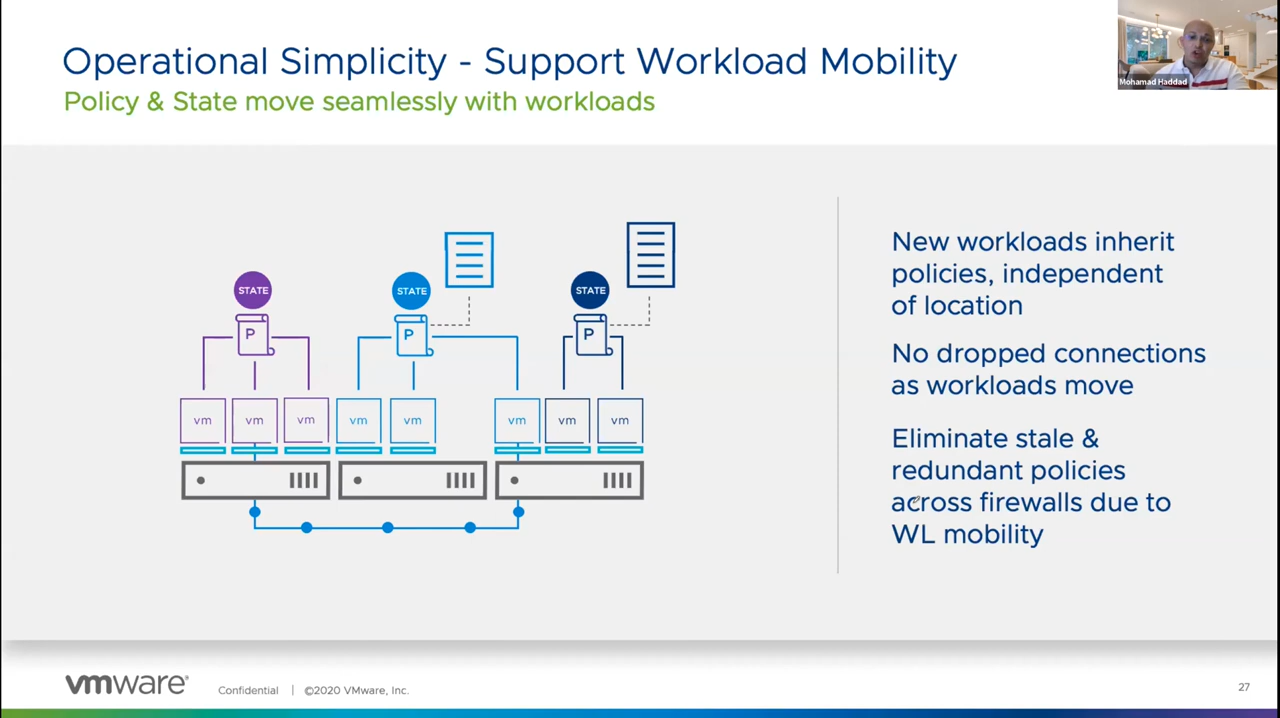 Operational Simplicity - Support Workload Mobility
Policy & State move seamlessly with workloads
Mohamad Haddad
STATE
STATE
STATE
P
P
P
vm
vm
vm
vm
vm
vm
vm
vm
New workloads inherit
policies, independent
of location
No dropped connections
as workloads move
Eliminate stale &
redundant policies
across firewalls due to
WL mobility
vmware®
Confidential | ©2020 VMware, Inc.
27